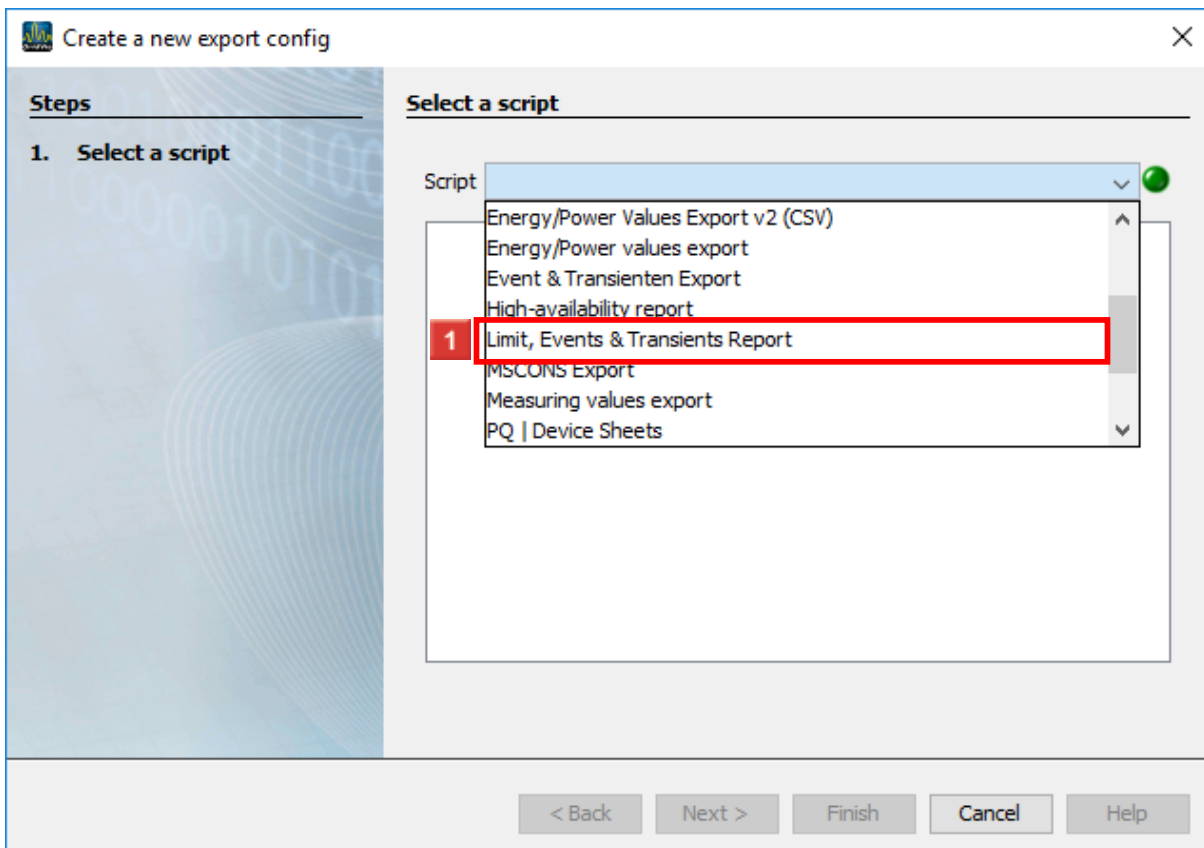 Create a new export config
Steps
1. Select a script
Select a script
Script
Energy/Power Values Export v2 (CSV)
Energy/Power values export
Event & Transienten Export
High-availability report
1
Limit, Events & Transients Report
MSCONS Export
Measuring values export
PQ | Device Sheets
< Back Next > Finish Cancel Help